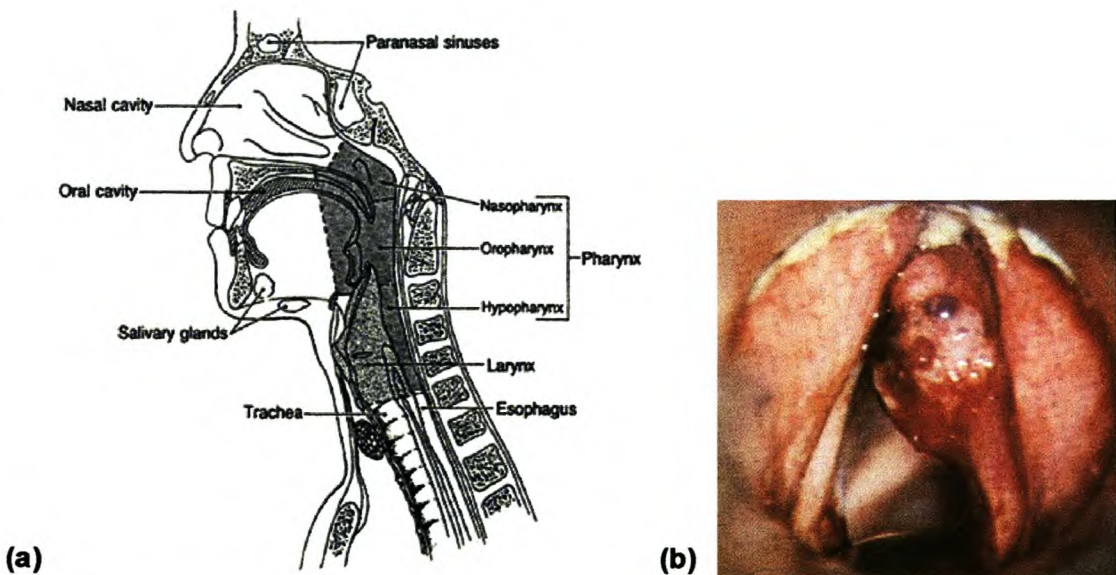 Paranasal sinuses
Nasal cavity
Oral cavity
Nasopharynx
Oropharynx
Pharynx
Hypopharynx
Salivary glands
Larynx
Trachea
Esophagus
(a)
(b)